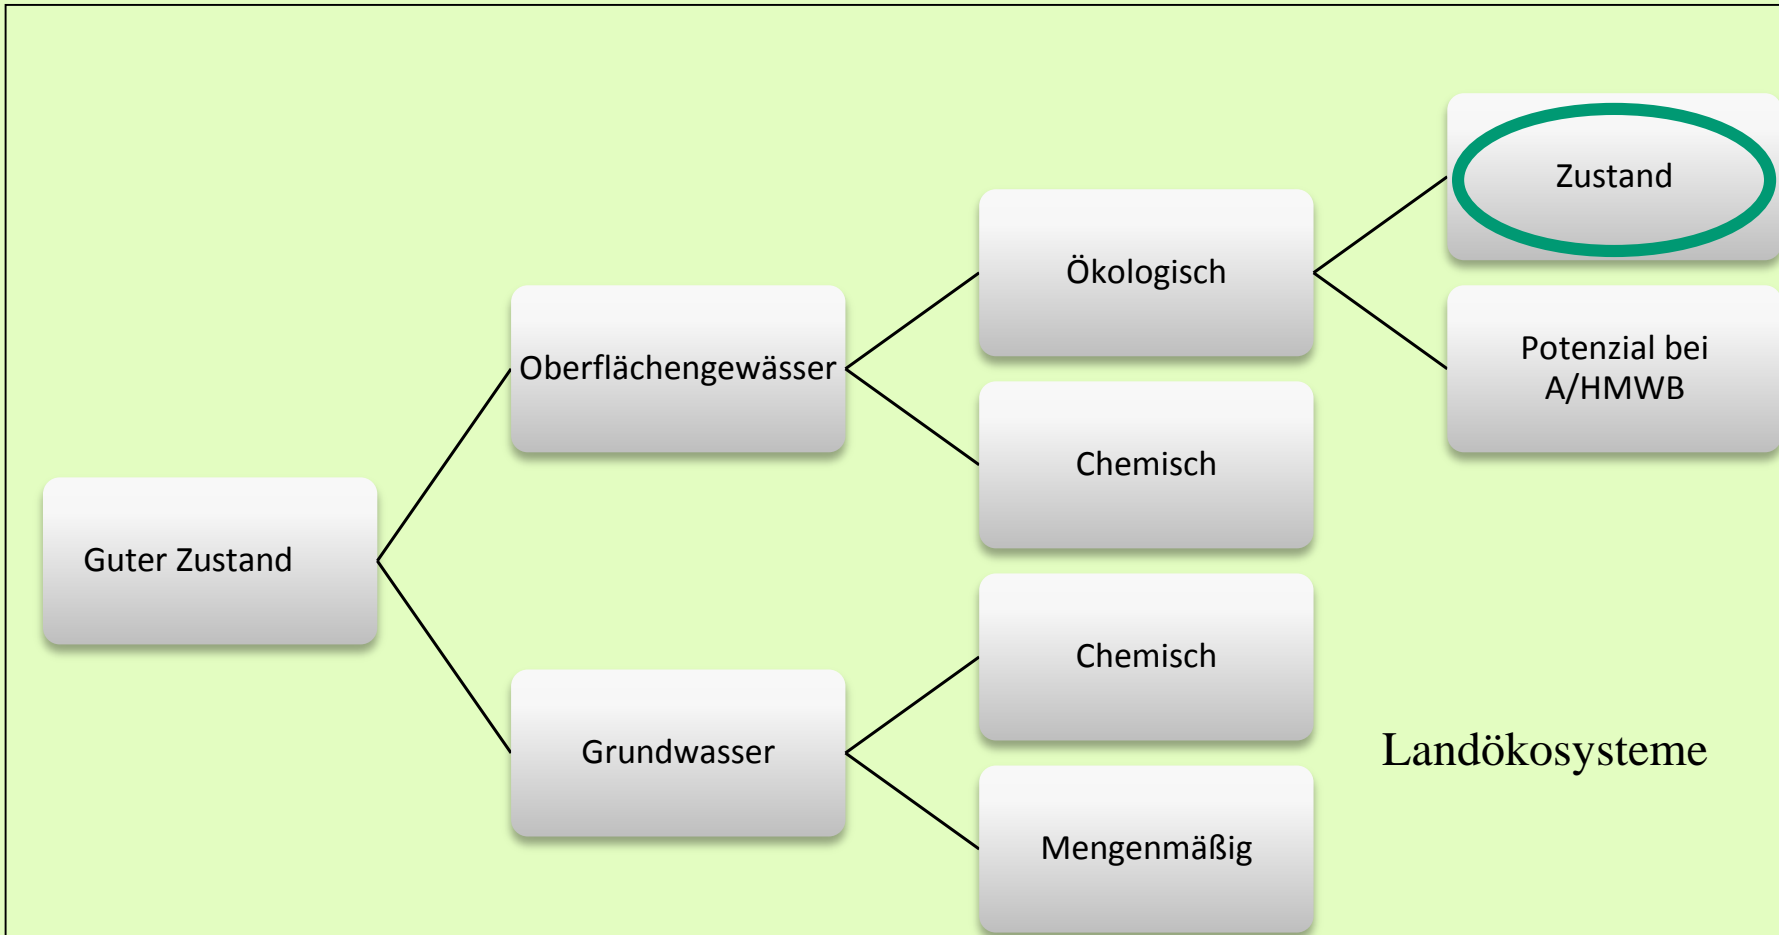 Guter Zustand
Oberflächengewässer
Grundwasser
Ökologisch
Chemisch
Chemisch
Mengenmäßig
Zustand
Potenzial bei
A/HMWB
Landökosysteme